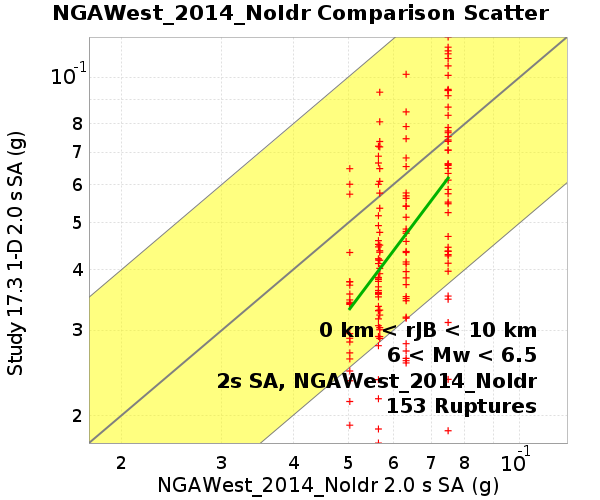 NGAWest_2014_NoIdr Comparison Scatter
Study 17.3 1-D 2.0 s SA (g)
10-1
8
7
6
5
4
3
2
0 km < rJB < 10 km
6 < Mw < 6.5
2s SA, NGAWest_2014_NoIdr
153 Ruptures
2 3 4 5 6 7 8 10-1
NGAWest_2014_NoIdr 2.0 s SA (g)